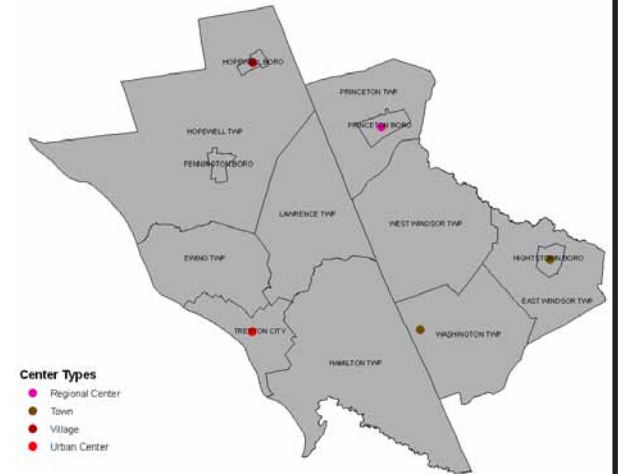 HOPEWELL BORO
PRINCETON TWP
PRINCETON BORO
HOPEWELL TWP
PENNINGTON BORO
LAWRENCE TWP
WEST WINDSOR TWP
EWING TWP
HIGHTSTOWN BORO
EAST WINDSOR TWP
TRENTON CITY
WASHINGTON TWP
HAMILTON TWP
Center Types
Regional Center
Town
Village
Urban Center